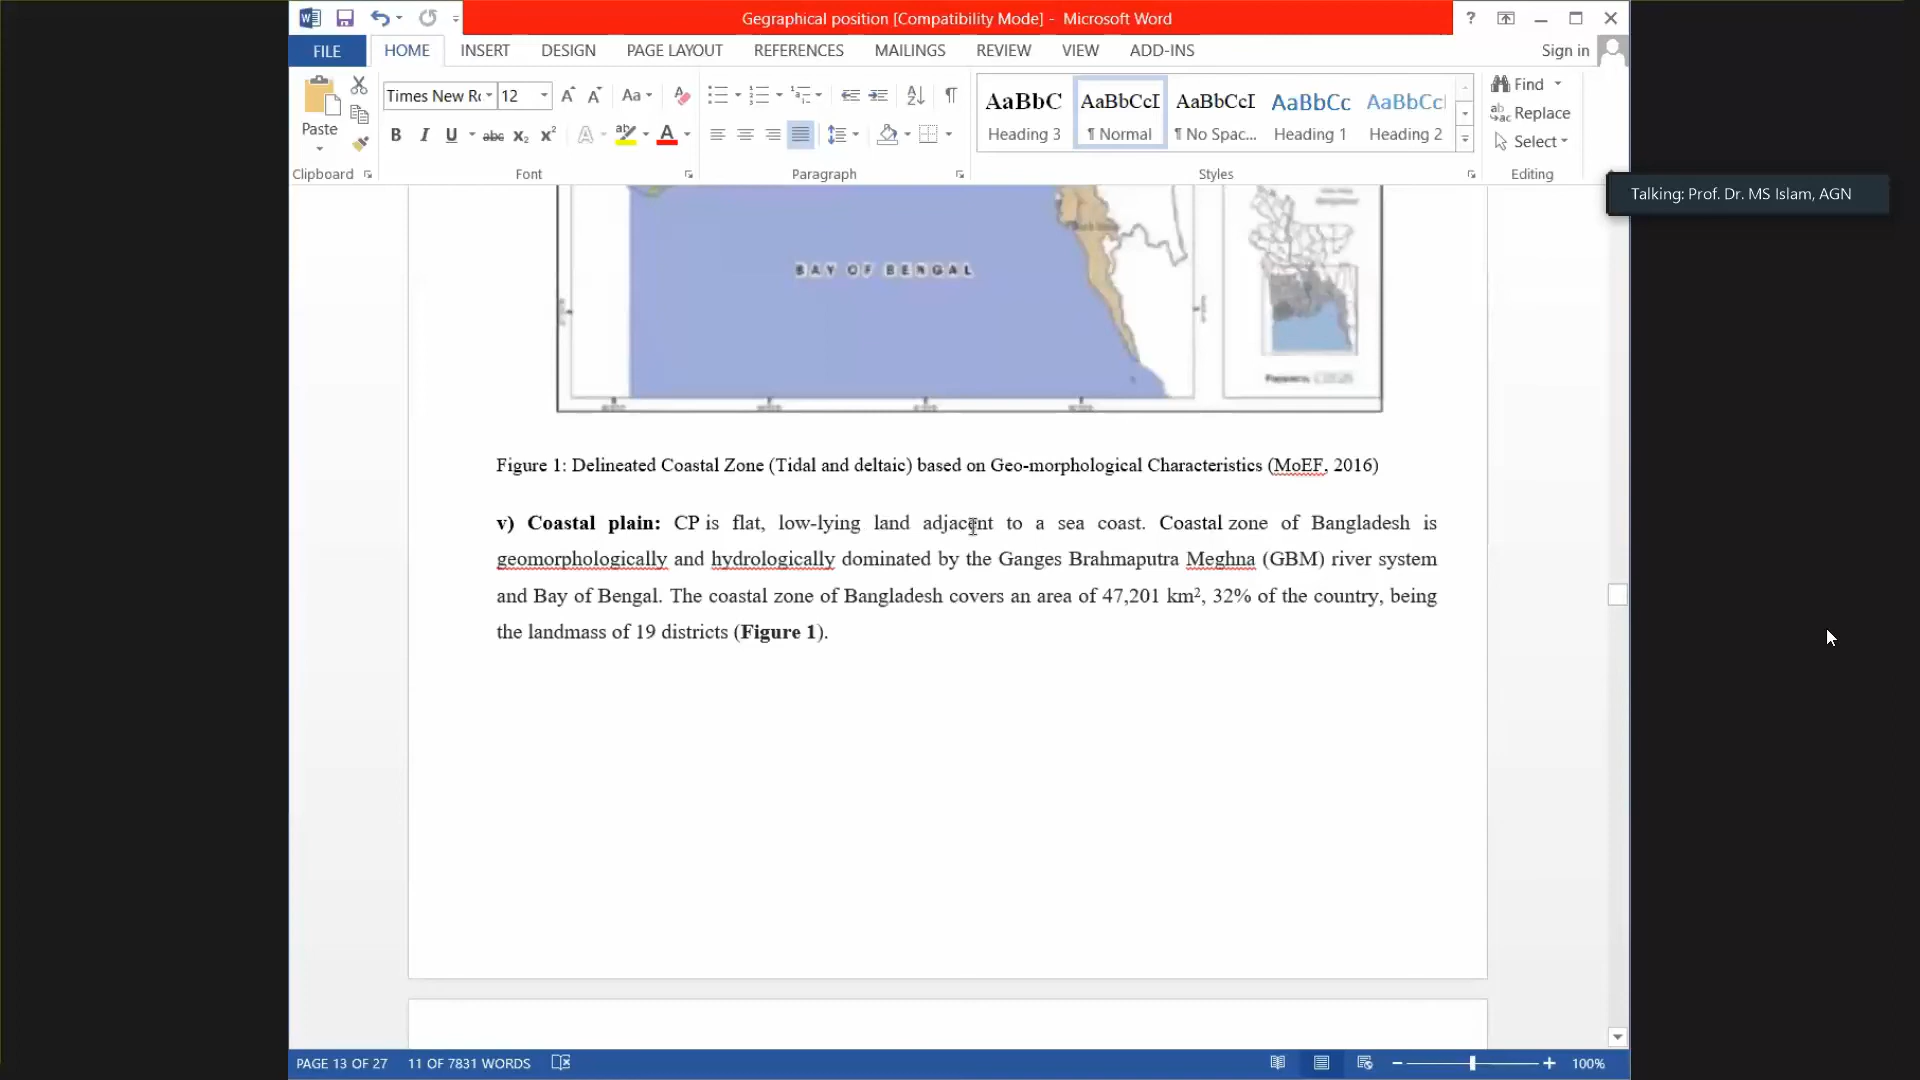 Gegraphical position [Compatibility Mode] - Microsoft Word
?
FILE HOME INSERT DESIGN PAGE LAYOUT REFERENCES MAILINGS REVIEW VIEW ADD-INS Sign in
Times New Ro 12 Aa
AaBbC AaBbCcI AaBbCcI AaBbCc AaBbCc
Find
Paste
Heading 3 ¶ Normal ¶ No Spac... Heading 1 Heading 2
Replace
B I U abc x₂ x² A A
Select
Clipboard Font Paragraph Styles Editing
Talking: Prof. Dr. MS Islam, AGN
BAY OF BENGAL
Figure 1: Delineated Coastal Zone (Tidal and deltaic) based on Geo-morphological Characteristics (MoEF, 2016)
v) Coastal plain: CP is flat, low-lying land adjacent to a sea coast. Coastal zone of Bangladesh is
geomorphologically and hydrologically dominated by the Ganges Brahmaputra Meghna (GBM) river system
and Bay of Bengal. The coastal zone of Bangladesh covers an area of 47,201 km², 32% of the country, being
the landmass of 19 districts (Figure 1).
PAGE 13 OF 27 11 OF 7831 WORDS 100%